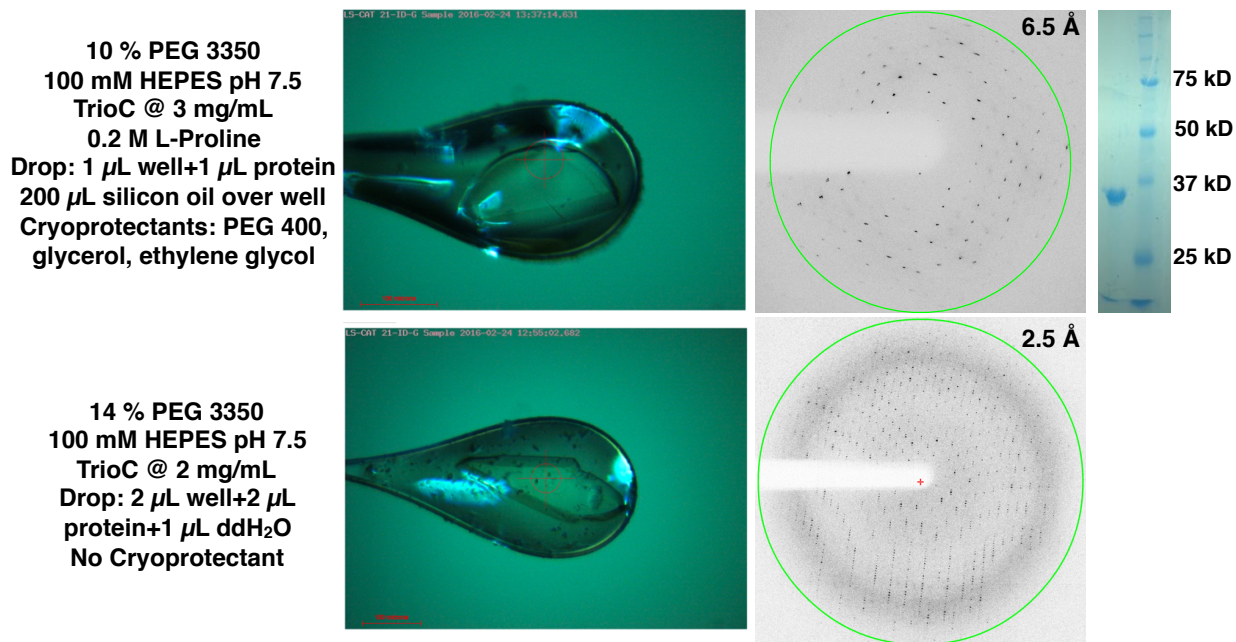 10 % PEG 3350
100 mM HEPES pH 7.5
TrioC @ 3 mg/mL
0.2 M L-Proline
Drop: 1 µL well+1 µL protein
200 µL silicon oil over well
Cryoprotectants: PEG 400,
glycerol, ethylene glycol
LS-CAT 21-ID-G Sample 2016-02-24 13:37:14.631
6.5 Å
75 kD
50 kD
37 kD
25 kD
14 % PEG 3350
100 mM HEPES pH 7.5
TrioC @ 2 mg/mL
Drop: 2 µL well+2 µL
protein+1 µL ddH₂O
No Cryoprotectant
LS-CAT 21-ID-G Sample 2016-02-24 12:55:02.682
2.5 Å